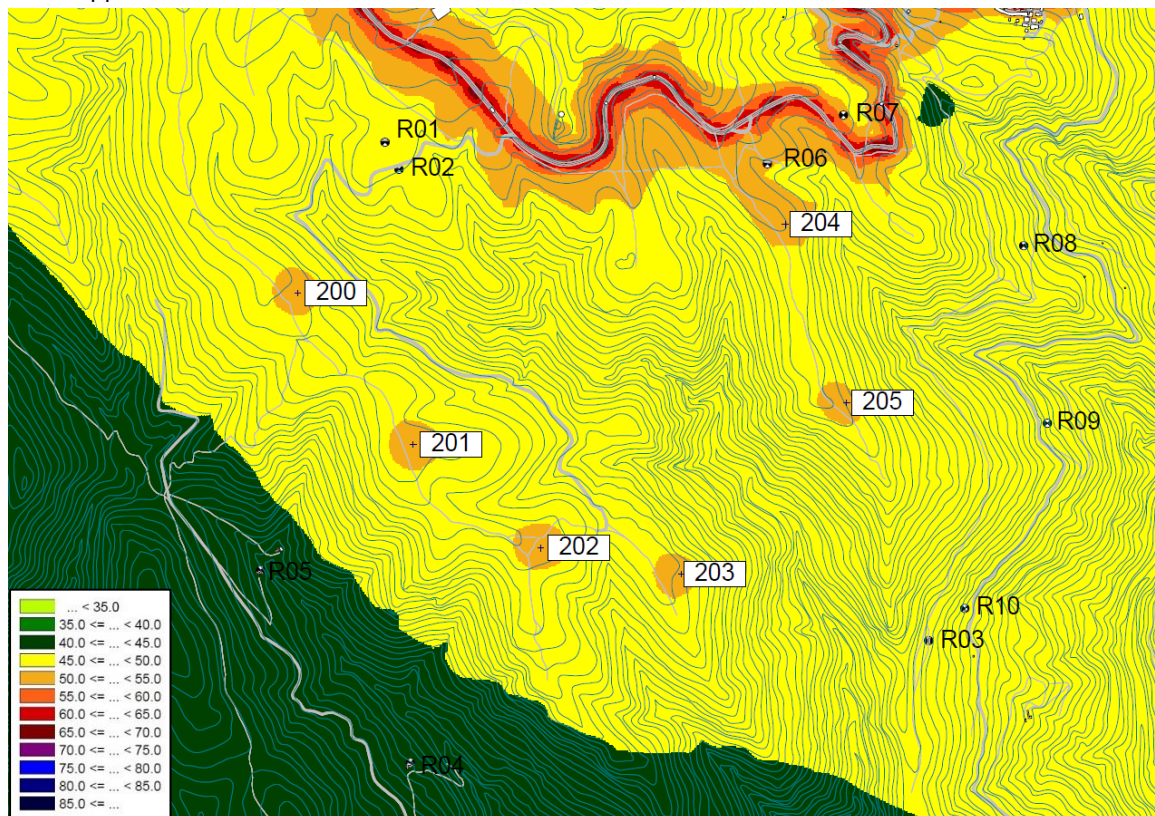 R07
R01
R06
R02
204
R08
200
205
R09
201
202
203
R05
R10
R03
R04
... < 35.0
35.0 <= ... < 40.0
40.0 <= ... < 45.0
45.0 <= ... < 50.0
50.0 <= ... < 55.0
55.0 <= ... < 60.0
60.0 <= ... < 65.0
65.0 <= ... < 70.0
70.0 <= ... < 75.0
75.0 <= ... < 80.0
80.0 <= ... < 85.0
85.0 <= ...